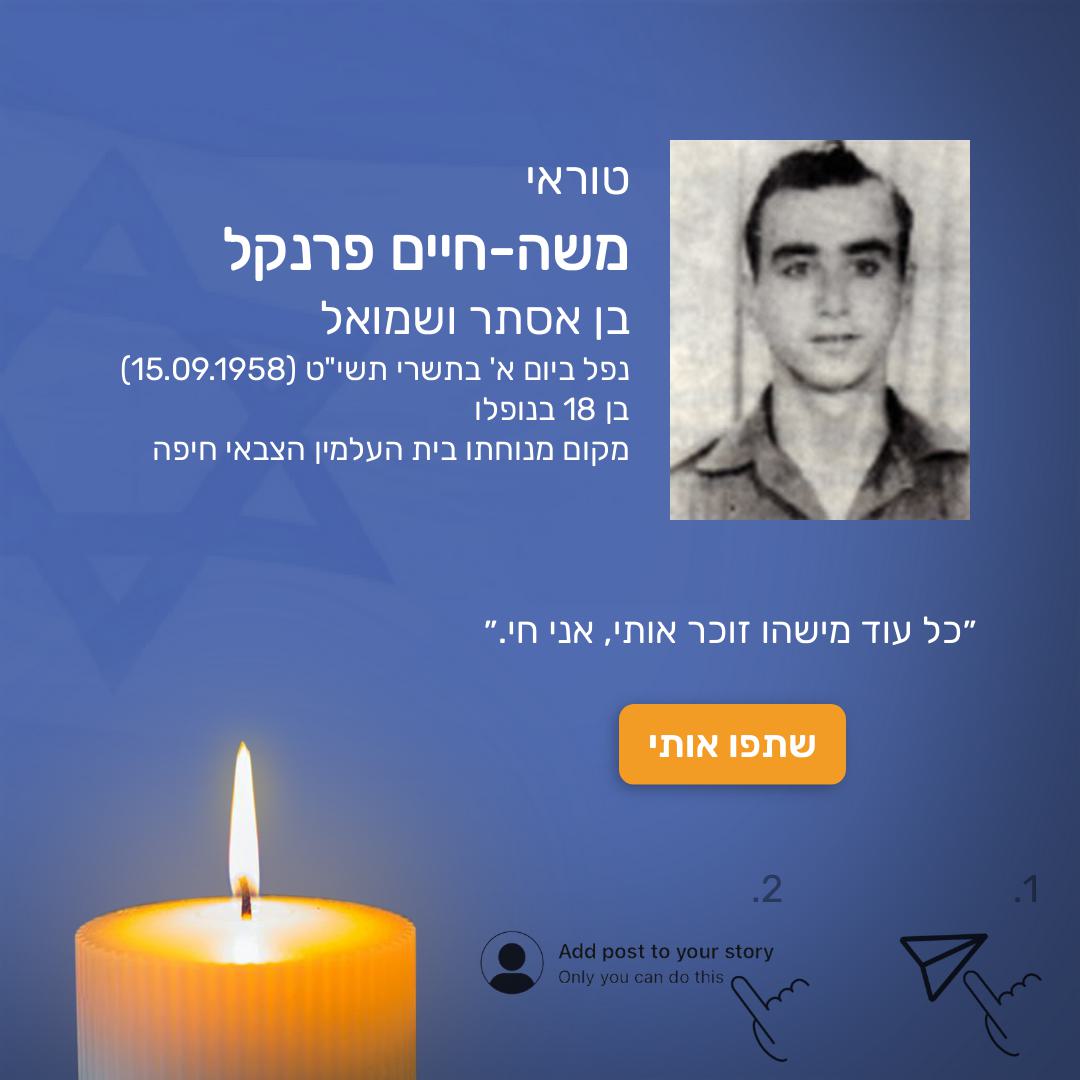 טוראי
משה-חיים פרנקל
בן אסתר ושמואל
נפל ביום א' בתשרי תשי"ט (15.09.1958)
בן 18 בנופלו
מקום מנוחתו בית העלמין הצבאי חיפה
״כל עוד מישהו זוכר אותי, אני חי.״
שתפו אותי
1.
2.
Add post to your story
Only you can do this